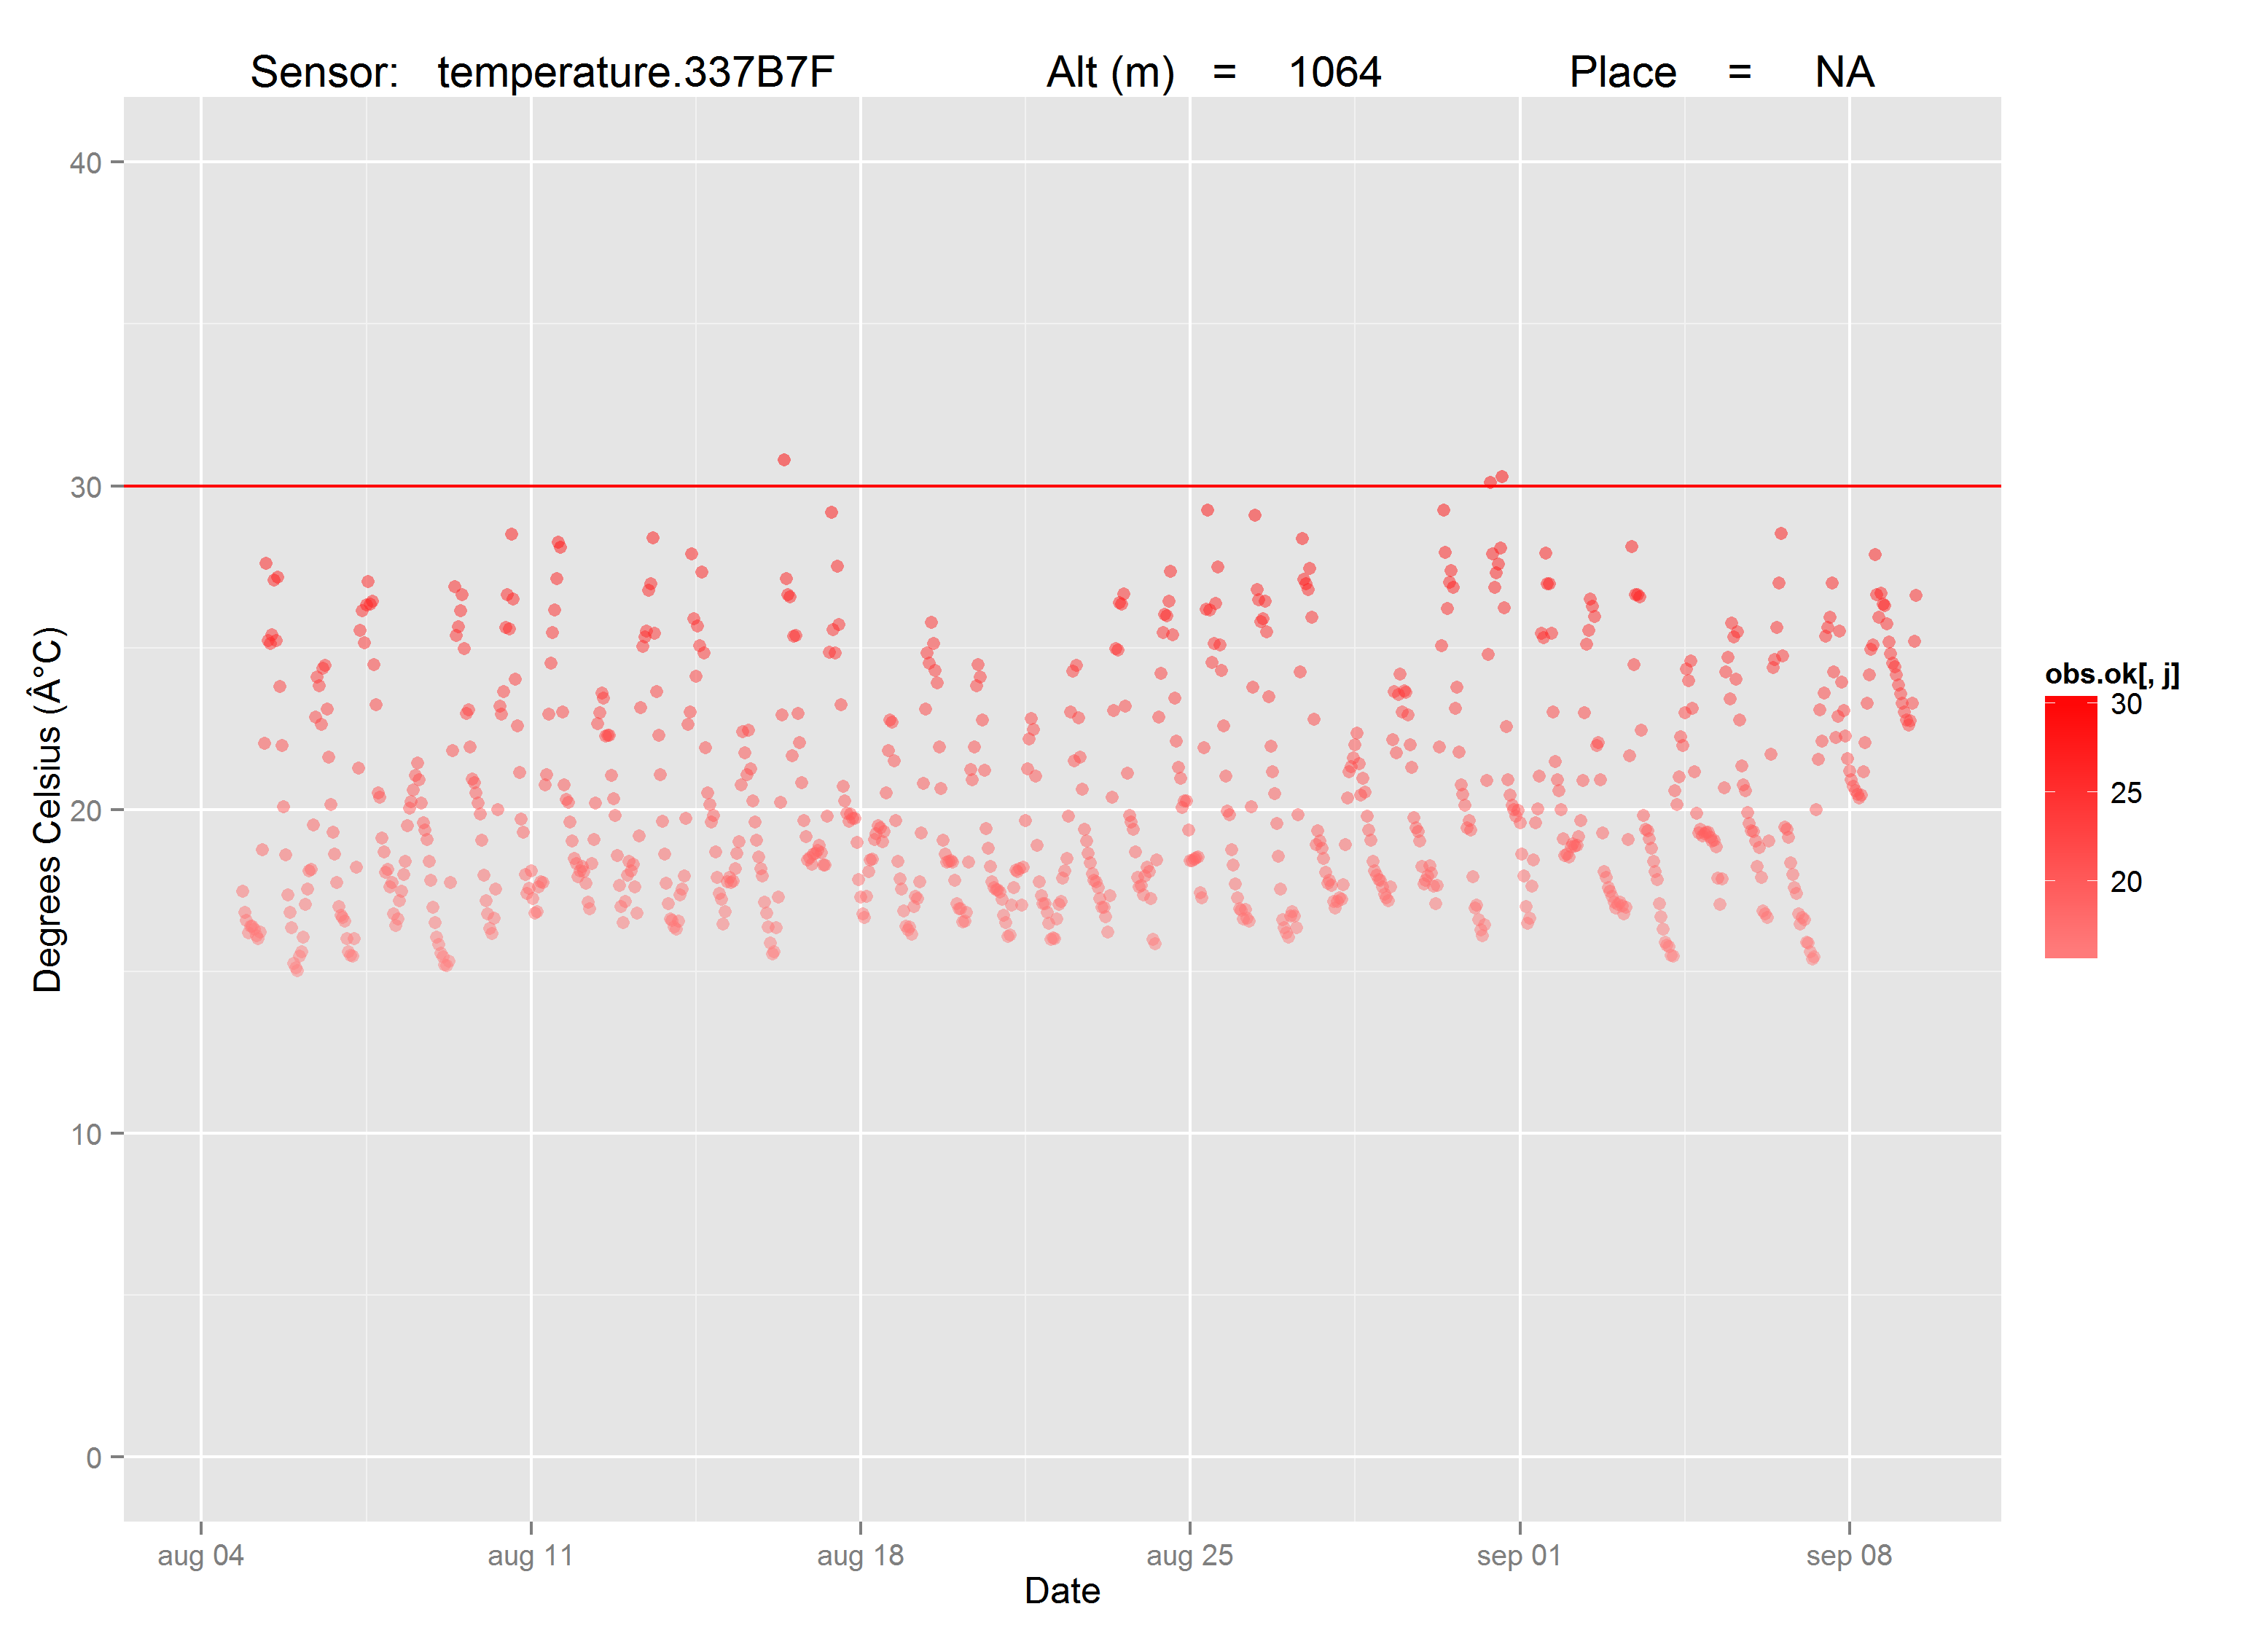 Sensor: temperature.337B7F Alt (m) = 1064 Place = NA
40
30
20
10
0
Degrees Celsius (Â°C)
aug 04 aug 11 aug 18 aug 25 sep 01 sep 08
Date
obs.ok[, j]
30
25
20